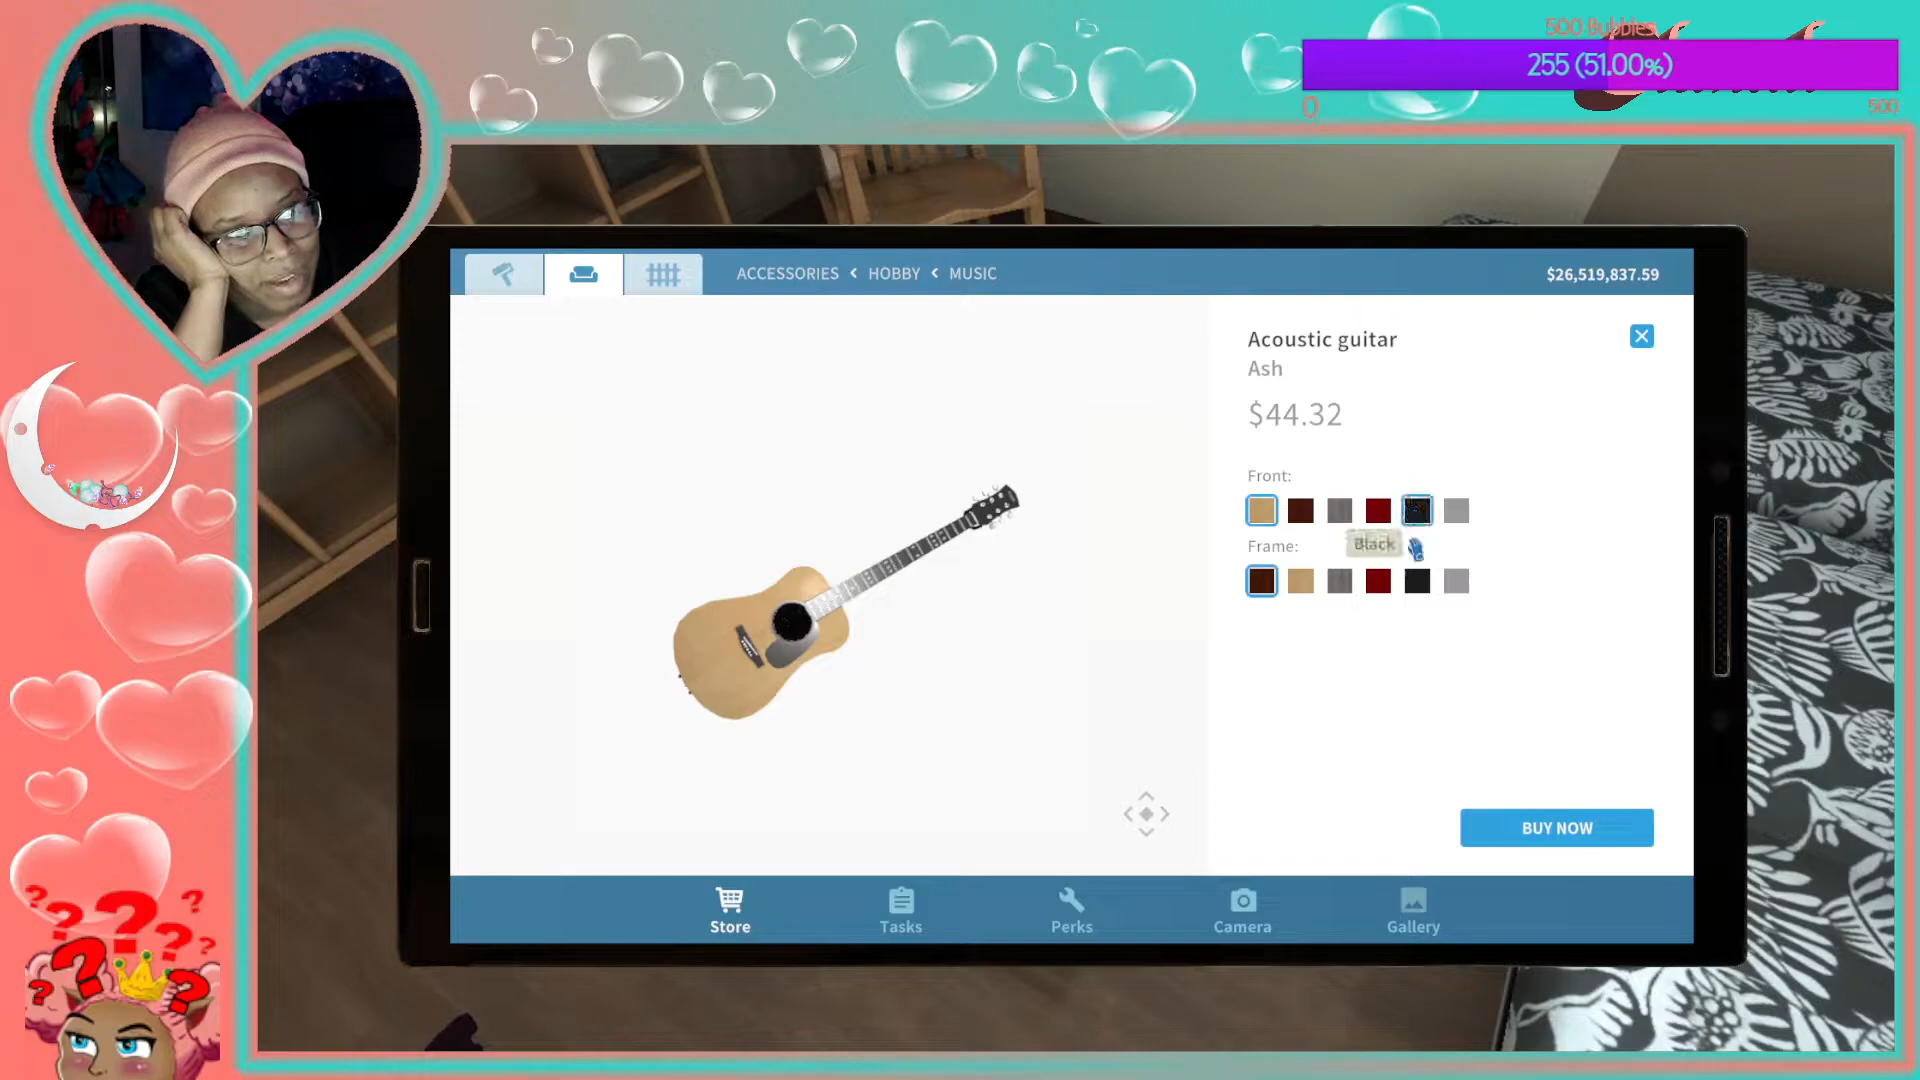 500 Bubbles
255 (51.00%)
0
500
ACCESSORIES < HOBBY < MUSIC
$26,519,837.59
Acoustic guitar
Ash
$44.32
Front:
Black
Frame:
BUY NOW
Store
Tasks
Perks
Camera
Gallery
? ? ? ? ? ? ? ? ?